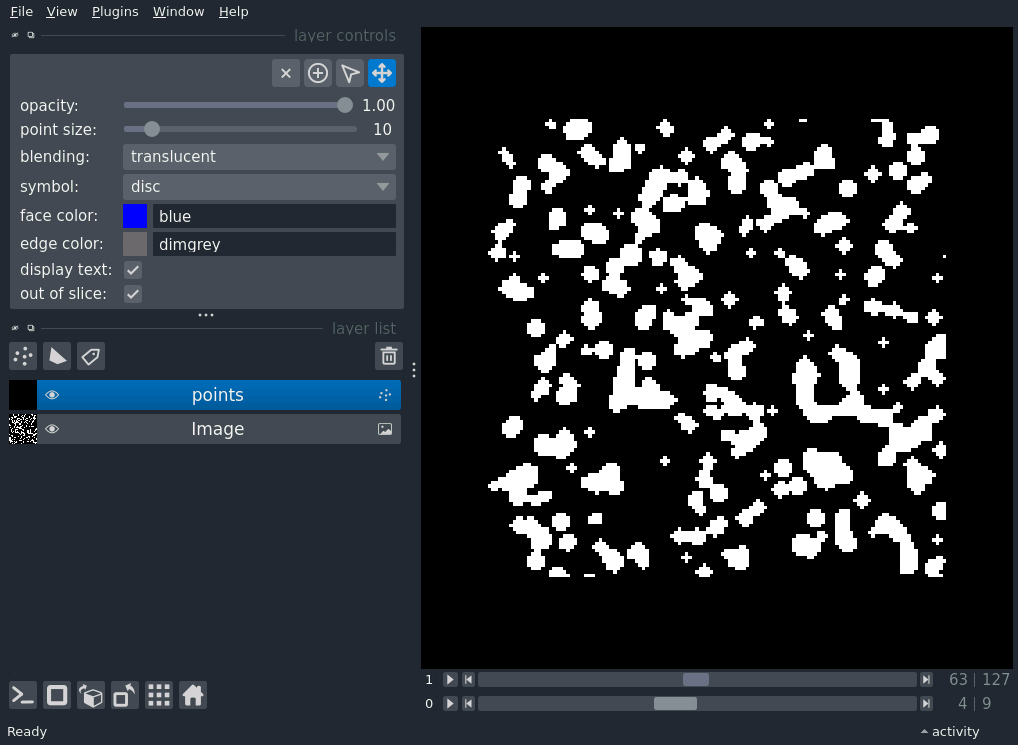 File View Plugins Window Help
layer controls
opacity: 1.00
point size: 10
blending: translucent
symbol: disc
face color: blue
edge color: dimgrey
display text:
out of slice:
layer list
points
Image
1 63 | 127
0 4 | 9
Ready activity